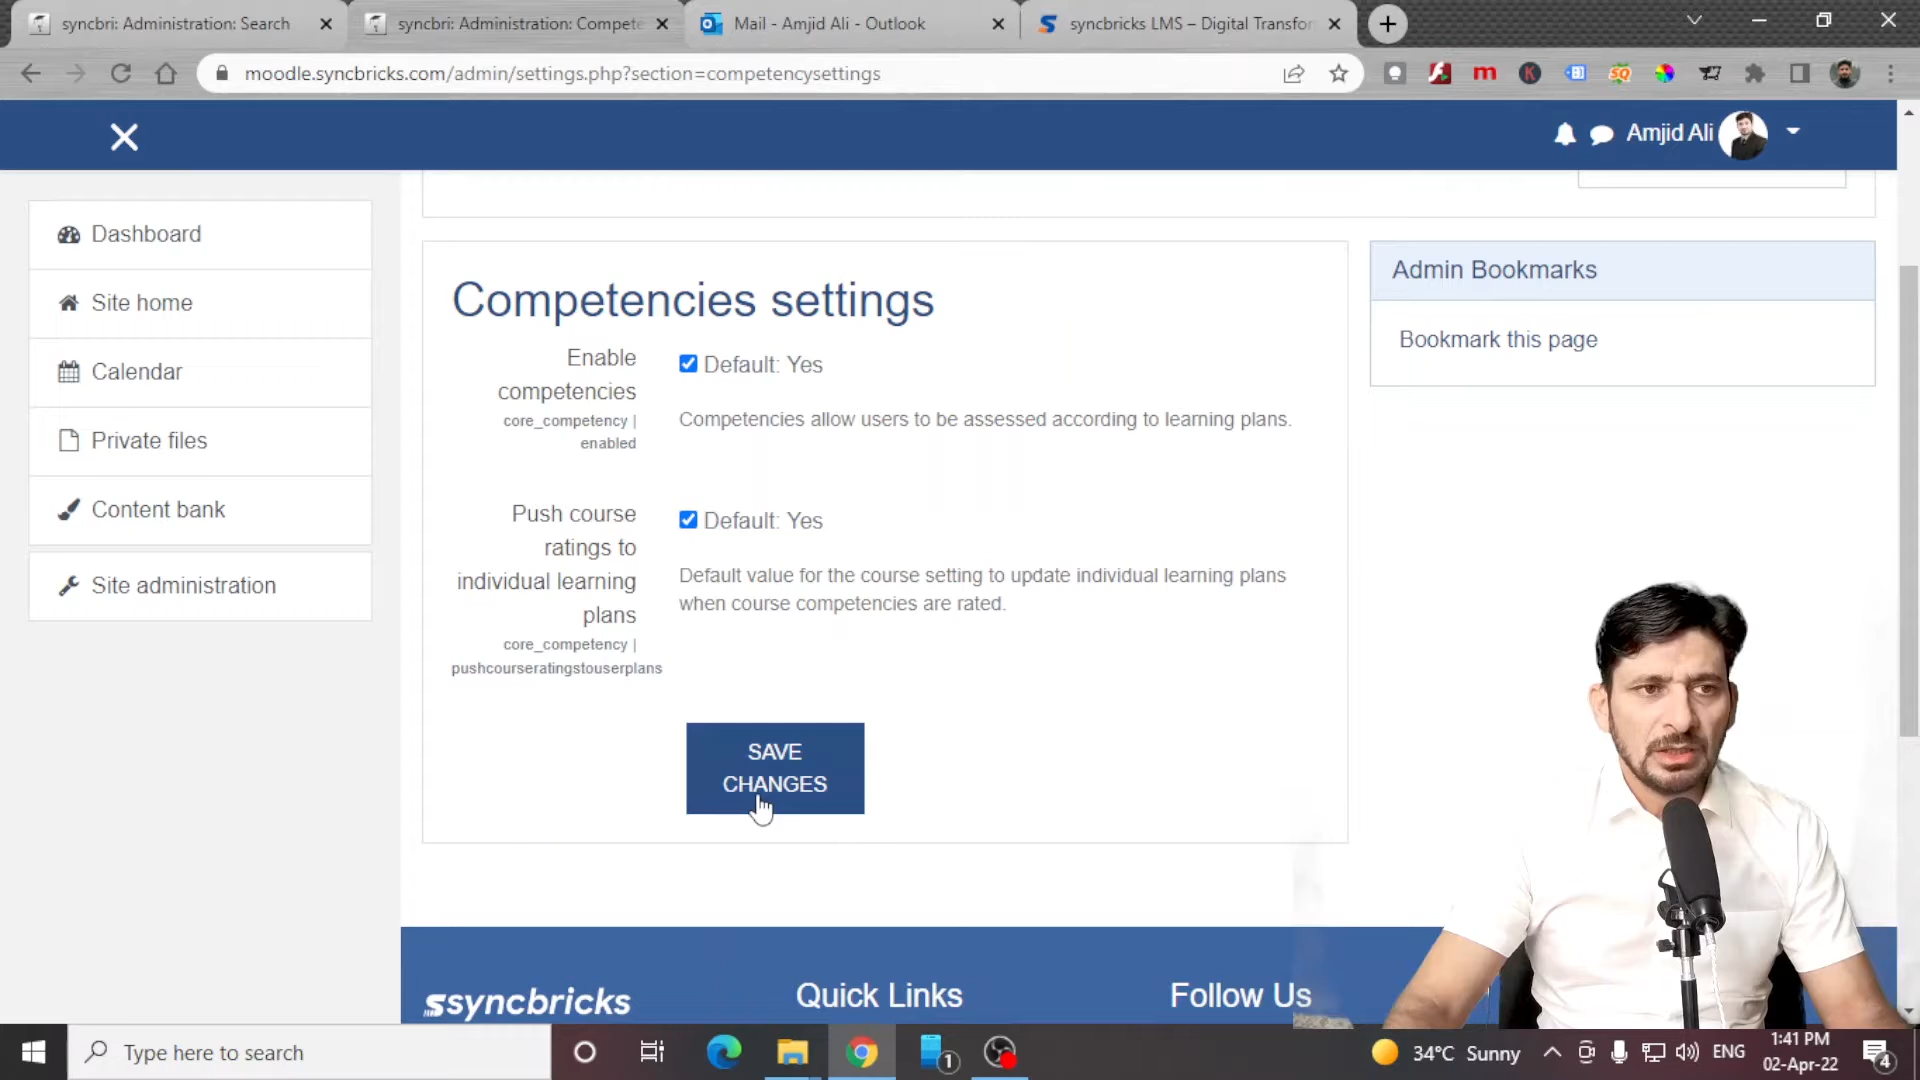 syncbri: Administration: Search
syncbri: Administration: Compete
Mail - Amjid Ali - Outlook
syncbricks LMS – Digital Transfor
moodle.syncbricks.com/admin/settings.php?section=competencysettings
Amjid Ali
Dashboard
Site home
Calendar
Private files
Content bank
Site administration
Competencies settings
Enable
competencies
core_competency |
enabled
Default: Yes
Competencies allow users to be assessed according to learning plans.
Push course
ratings to
individual learning
plans
core_competency |
pushcourseratingstouserplans
Default: Yes
Default value for the course setting to update individual learning plans
when course competencies are rated.
SAVE
CHANGES
Admin Bookmarks
Bookmark this page
syncbricks
Quick Links
Follow Us
Type here to search
1
34°C Sunny
ENG
1:41 PM
02-Apr-22
4